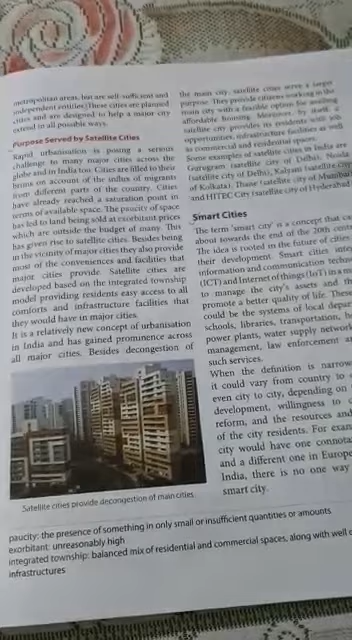 metropolitan areas, but are self-sufficient and
independent entities. These cities are planned
cities and are designed to help a major city
extend in all possible ways.
Purpose Served by Satellite Cities
Rapid urbanisation is posing a serious
challenge to many major cities across the
globe and in India too. Cities are filled to their
brims on account of the influx of migrants
from different parts of the country. Cities
have already reached a saturation point in
terms of available space. The paucity of space
has led to land being sold at exorbitant prices
which are outside the budget of many. This
has given rise to satellite cities. Besides being
in the vicinity of major cities they also provide
most of the conveniences and facilities that
major cities provide. Satellite cities are
developed based on the integrated township
model providing residents easy access to all
comforts and infrastructure facilities that
they would have in major cities.
It is a relatively new concept of urbanisation
in India and has gained prominence across
all major cities. Besides decongestion of
Satellite cities provide decongestion of main cities.
the main city, satellite cities serve a larger
purpose. They provide citizens working in the
main city with a feasible option for availing
affordable housing. Moreover, by itself, a
satellite city provides its residents with job
opportunities, infrastructure facilities as well
as commercial and residential spaces.
Some examples of satellite cities in India are
Gurgram (satellite city of Delhi), Noida
(satellite city of Delhi), Kalyani (satellite city
of Kolkata), Thane (satellite city of Mumbai)
and HITEC City (satellite city of Hyderabad
Smart Cities
The term 'smart city' is a concept that ca
about towards the end of the 20th centu
The idea is rooted in the future of cities
their development. Smart cities inte
information and communication techno
(ICT) and Internet of things (IoT) in a m
to manage the city's assets and th
promote a better quality of life. These
could be the systems of local depar
schools, libraries, transportation, h
power plants, water supply network
management, law enforcement a
such services.
When the definition is narrow
it could vary from country to
even city to city, depending on
development, willingness to c
reform, and the resources and
of the city residents. For exam
city would have one connota
and a different one in Europe
India, there is no one way
smart city.
paucity: the presence of something in only small or insufficient quantities or amounts
exorbitant: unreasonably high
integrated township: balanced mix of residential and commercial spaces, along with well
infrastructures